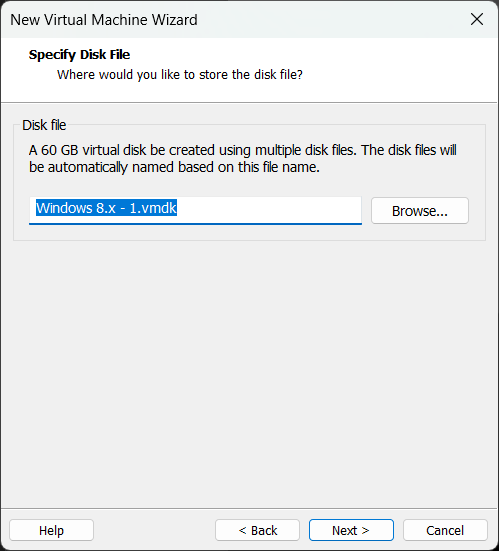 New Virtual Machine Wizard
Specify Disk File
Where would you like to store the disk file?
Disk file
A 60 GB virtual disk be created using multiple disk files. The disk files will
be automatically named based on this file name.
Windows 8.x - 1.vmdk
Browse...
Help
< Back
Next >
Cancel